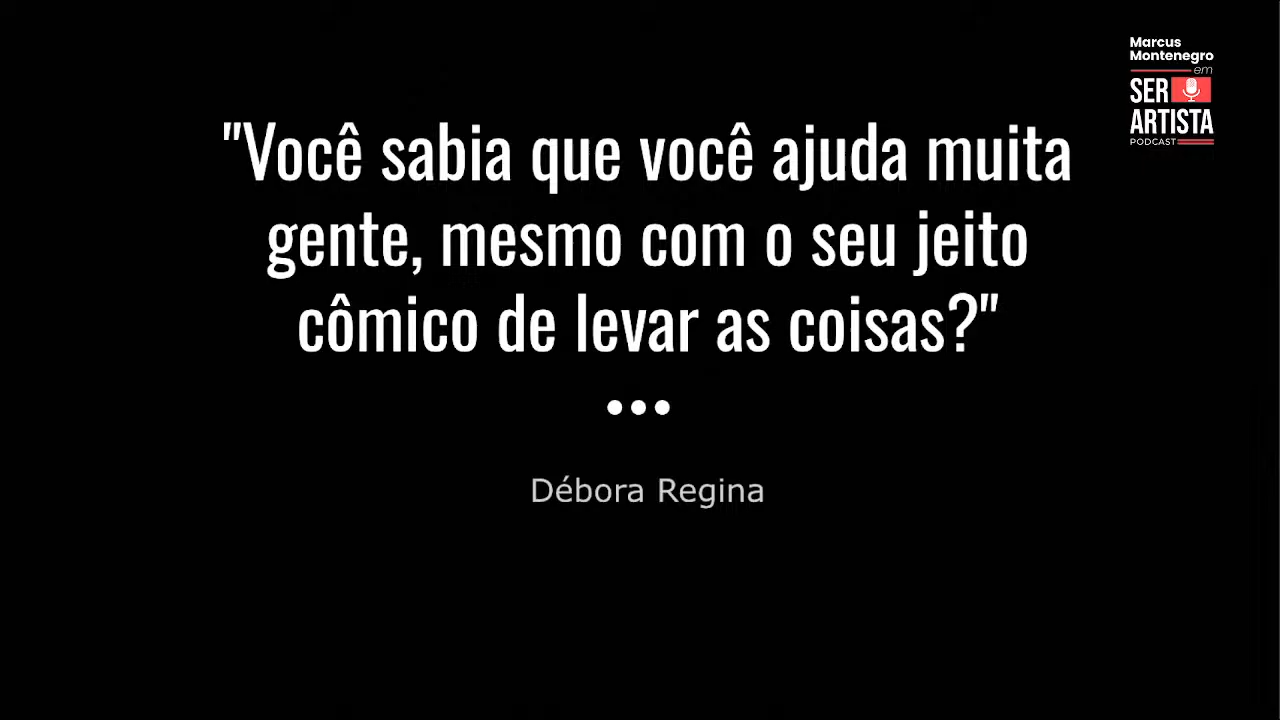 Marcus
Montenegro
em
SER
ARTISTA
PODCAST
"Você sabia que você ajuda muita
gente, mesmo com o seu jeito
cômico de levar as coisas?"
Débora Regina